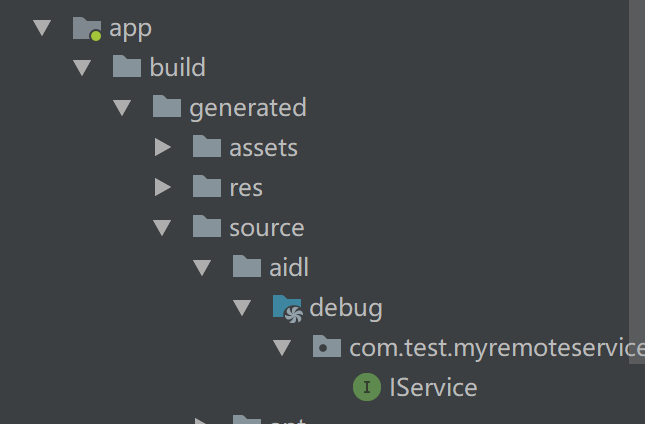 app
build
generated
assets
res
source
aidl
debug
com.test.myremoteservice
I IService